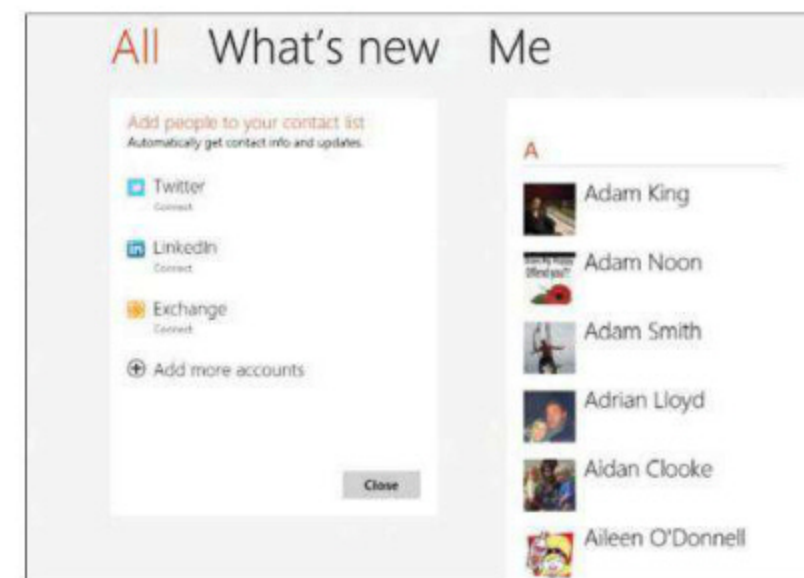 All What's new Me
Add people to your contact list
Automatically get contact info and updates.
Twitter
Connect
LinkedIn
Connect
Exchange
Connect
Add more accounts
Close
A
Adam King
Adam Noon
Offend you??
Adam Smith
Adrian Lloyd
Aidan Clooke
Aileen O'Donnell